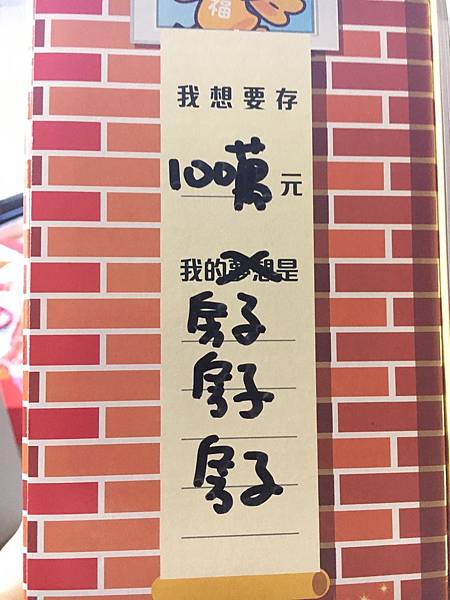 福
我想要存
100萬元
我的夢想是
房子
房子
房子